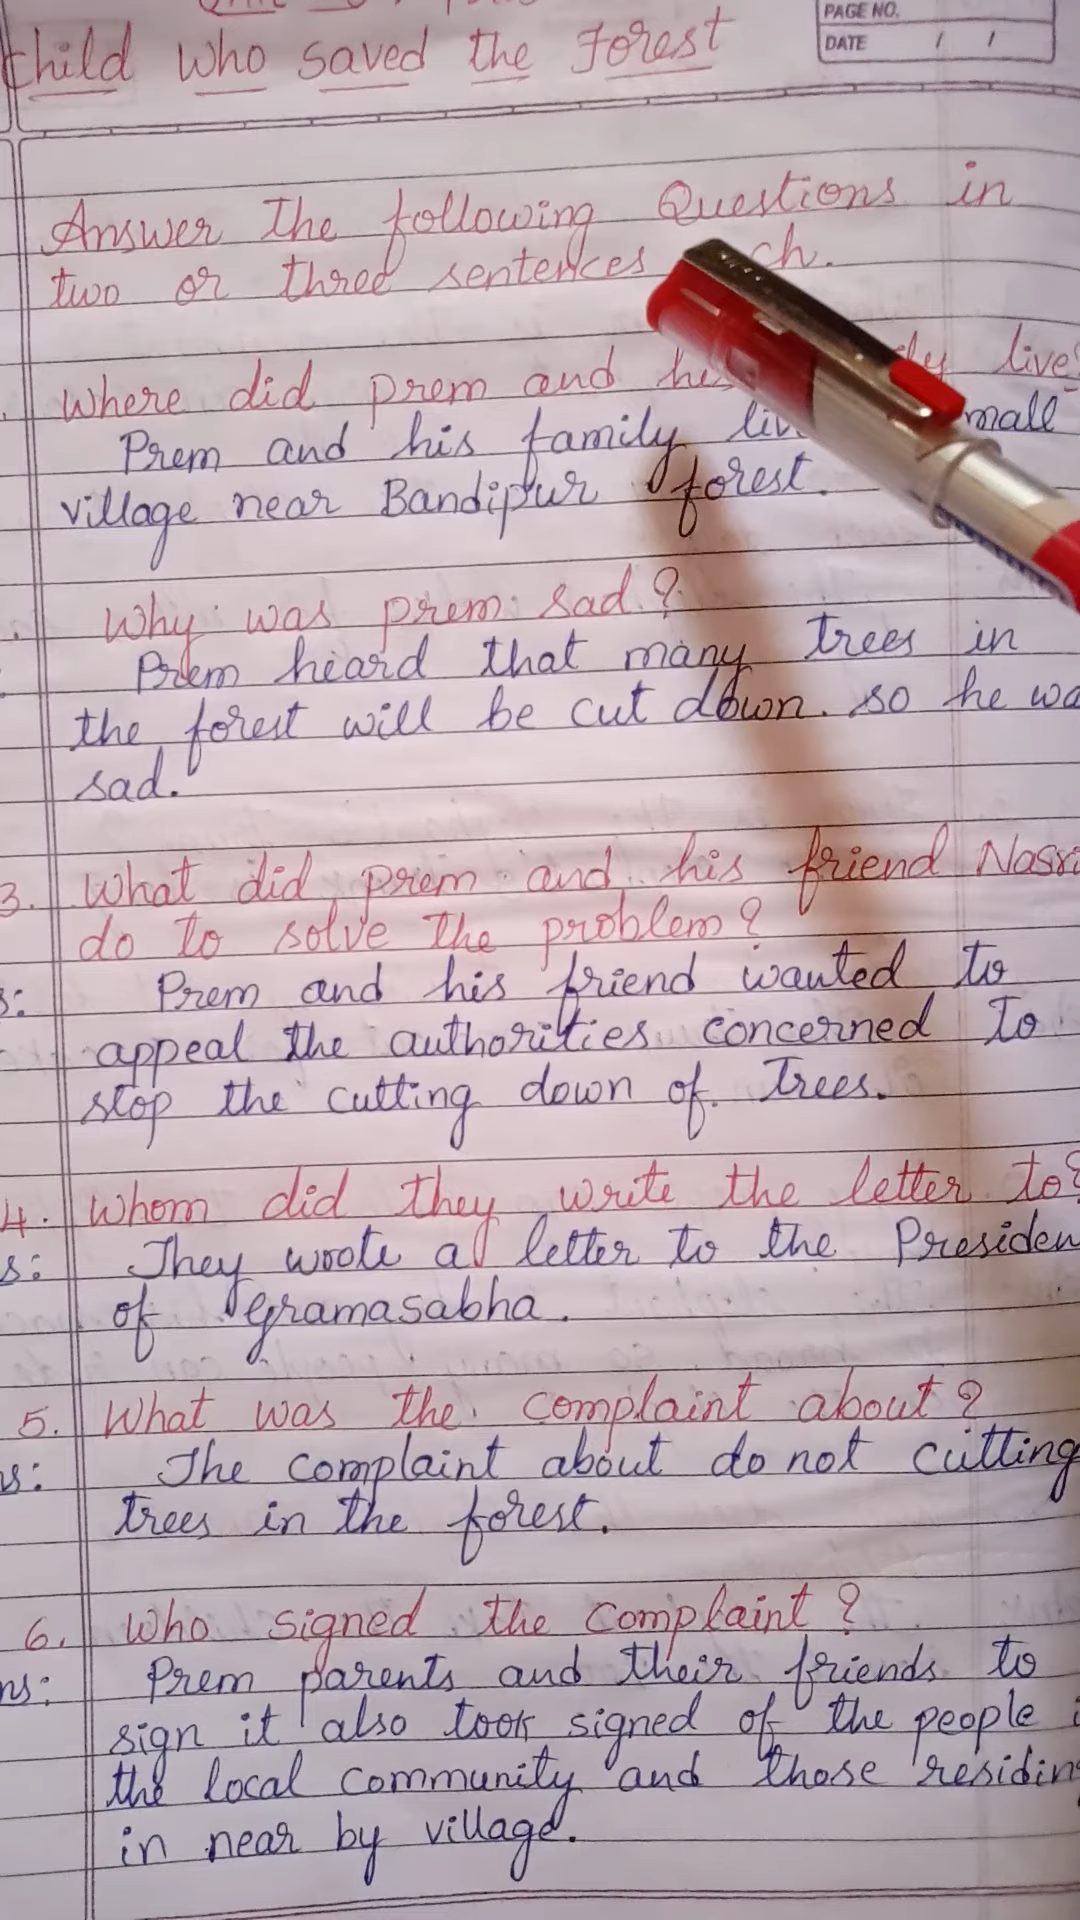 PAGE NO.
DATE / /
child who saved the Forest
Answer The following Questions in
two or three sentences
Where did prem and live?
Prem and his family mall
village near Bandipur forest.
Why was prem sad ?
Prem heard that many trees in
the forest will be cut down. so he wa
sad.
3. What did prem and his friend Nasri
do to solve the problem?
s: Prem and his friend wanted to
appeal the authorities concerned to
stop the cutting down of Trees.
4. Whom did they write the letter to?
s: They wrote a letter to the Presiden
of gramasabha.
5. What was the complaint about ?
s: The complaint about do not cutting
trees in the forest.
6. Who signed the complaint ?
ns: Prem parents and their friends to
sign it also took signed of the people
the local community and those residing
in near by village.